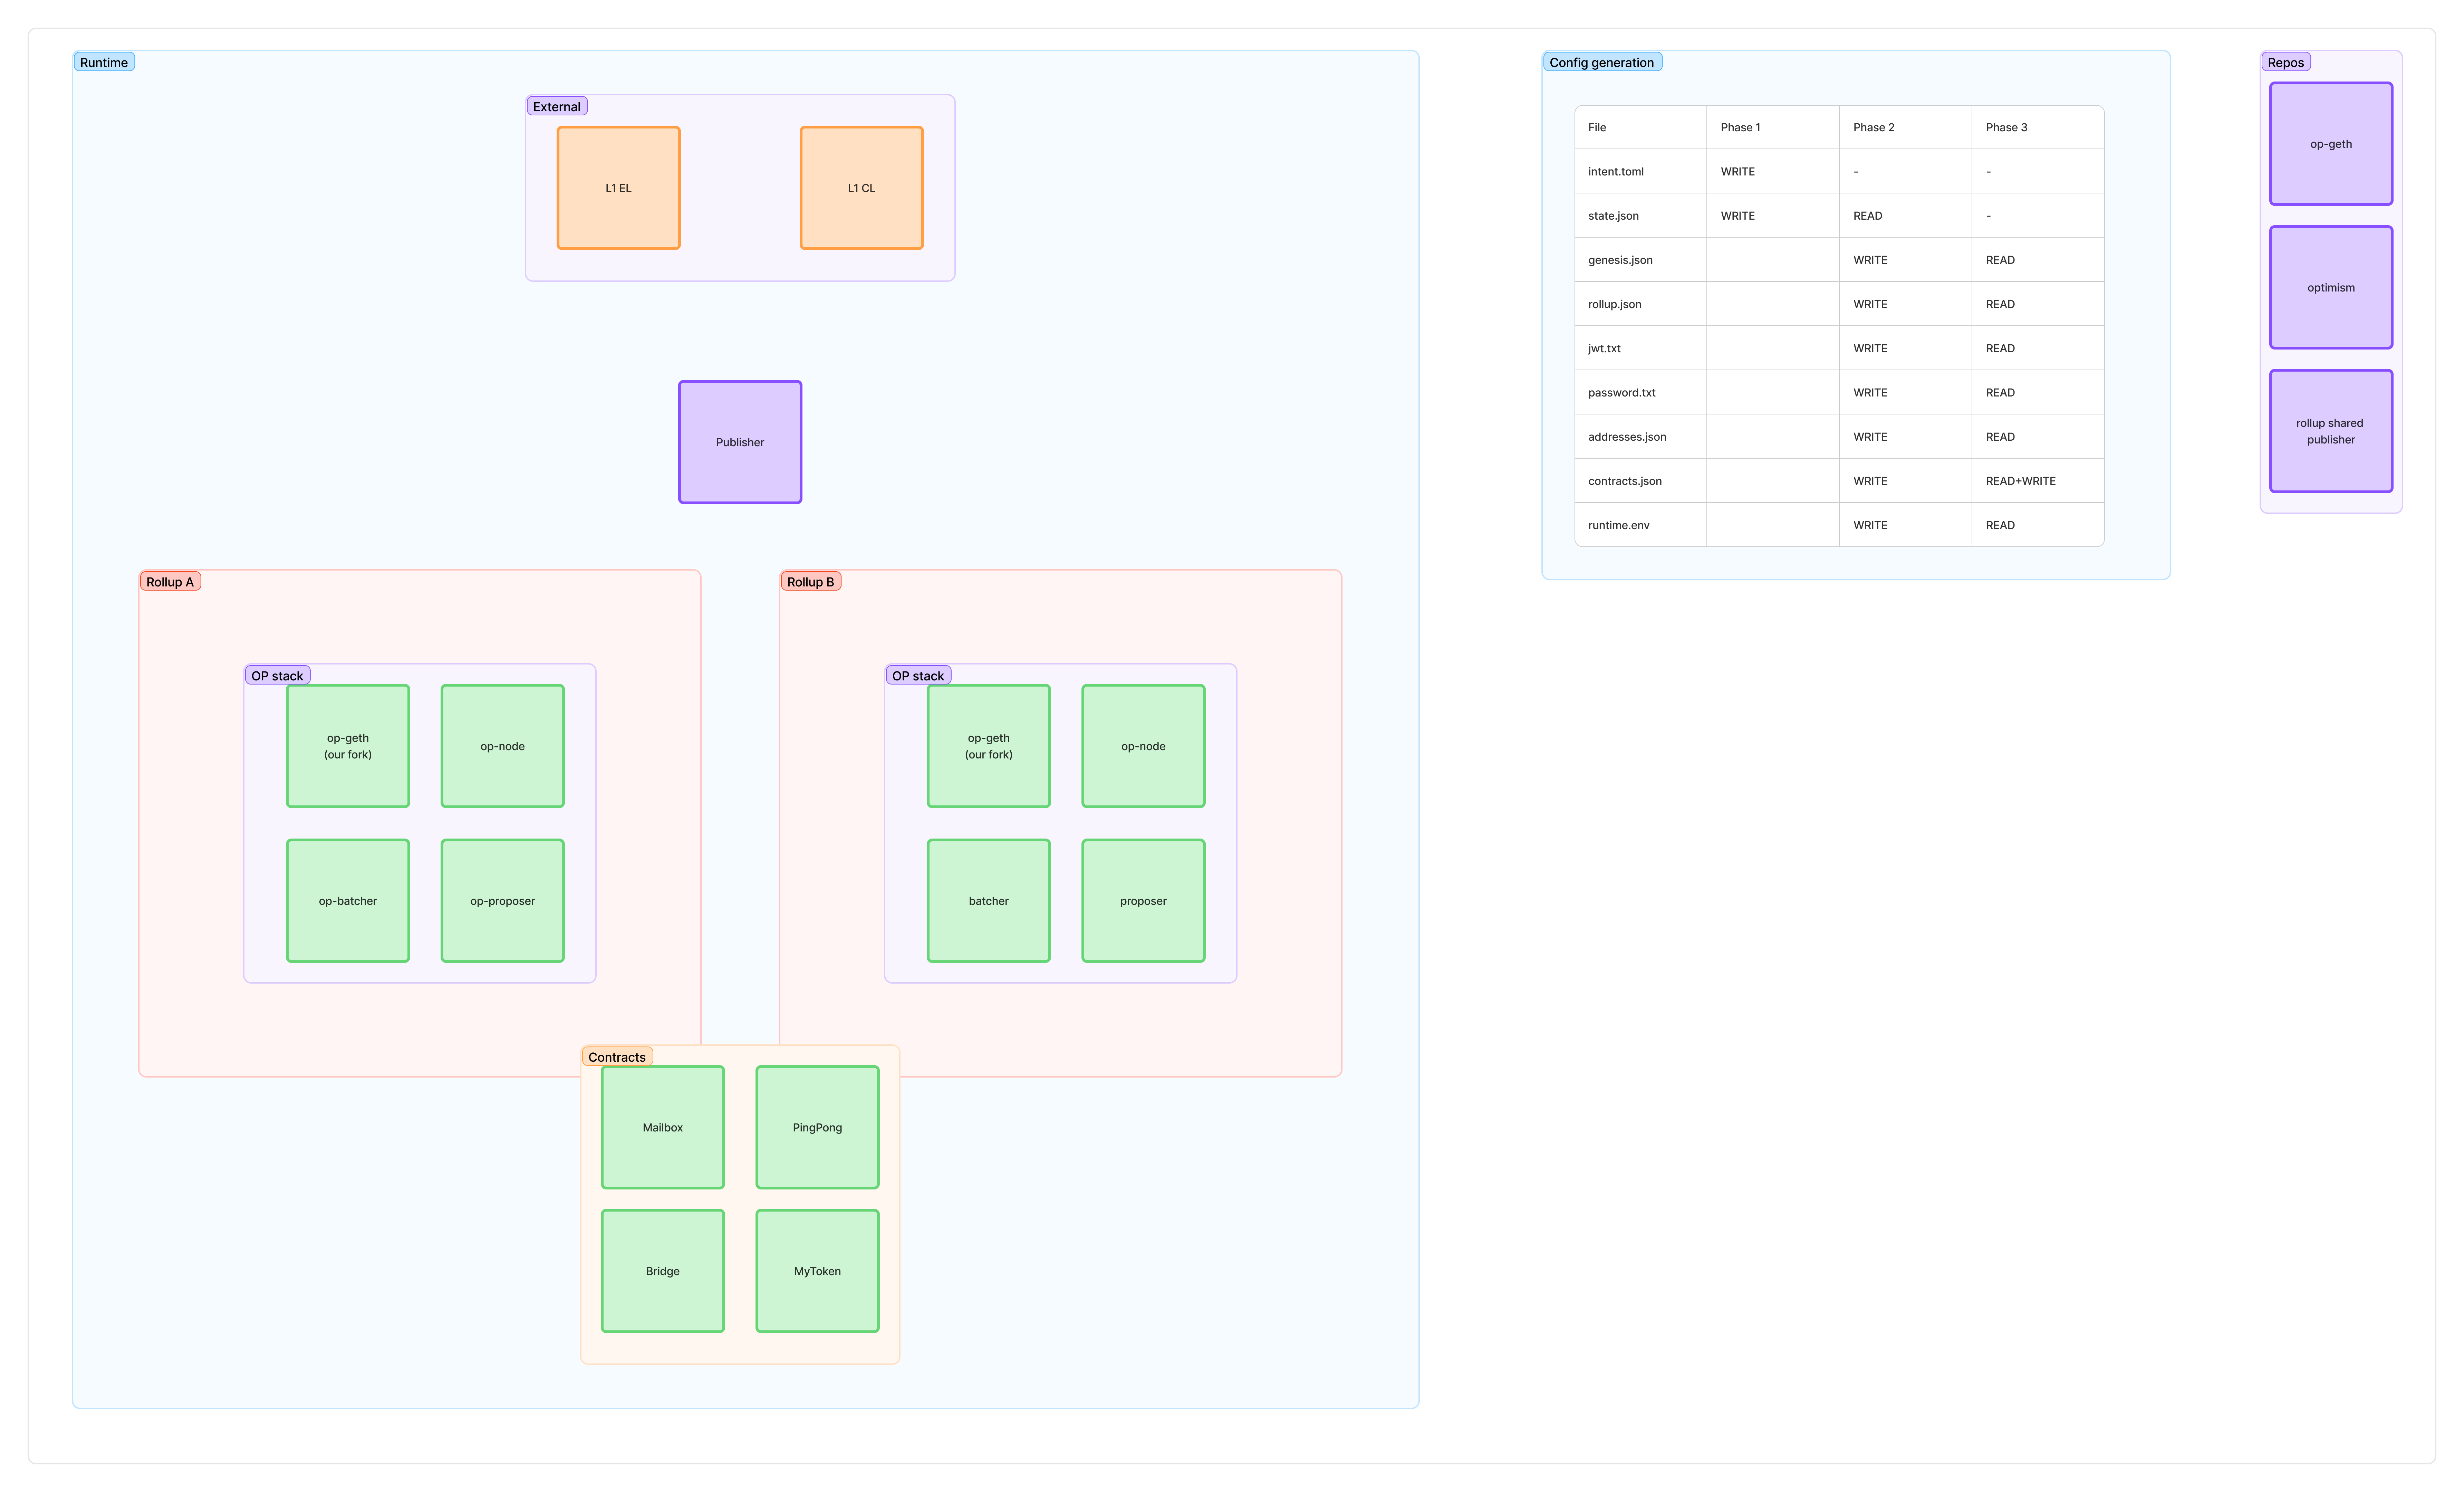 Runtime
External
L1 EL
L1 CL
Publisher
Rollup A
OP stack
op-geth
(our fork)
op-node
op-batcher
op-proposer
Rollup B
OP stack
op-geth
(our fork)
op-node
batcher
proposer
Contracts
Mailbox
PingPong
Bridge
MyToken
Config generation
File Phase 1 Phase 2 Phase 3
intent.toml WRITE - -
state.json WRITE READ -
genesis.json WRITE READ
rollup.json WRITE READ
jwt.txt WRITE READ
password.txt WRITE READ
addresses.json WRITE READ
contracts.json WRITE READ+WRITE
runtime.env WRITE READ
Repos
op-geth
optimism
rollup shared
publisher